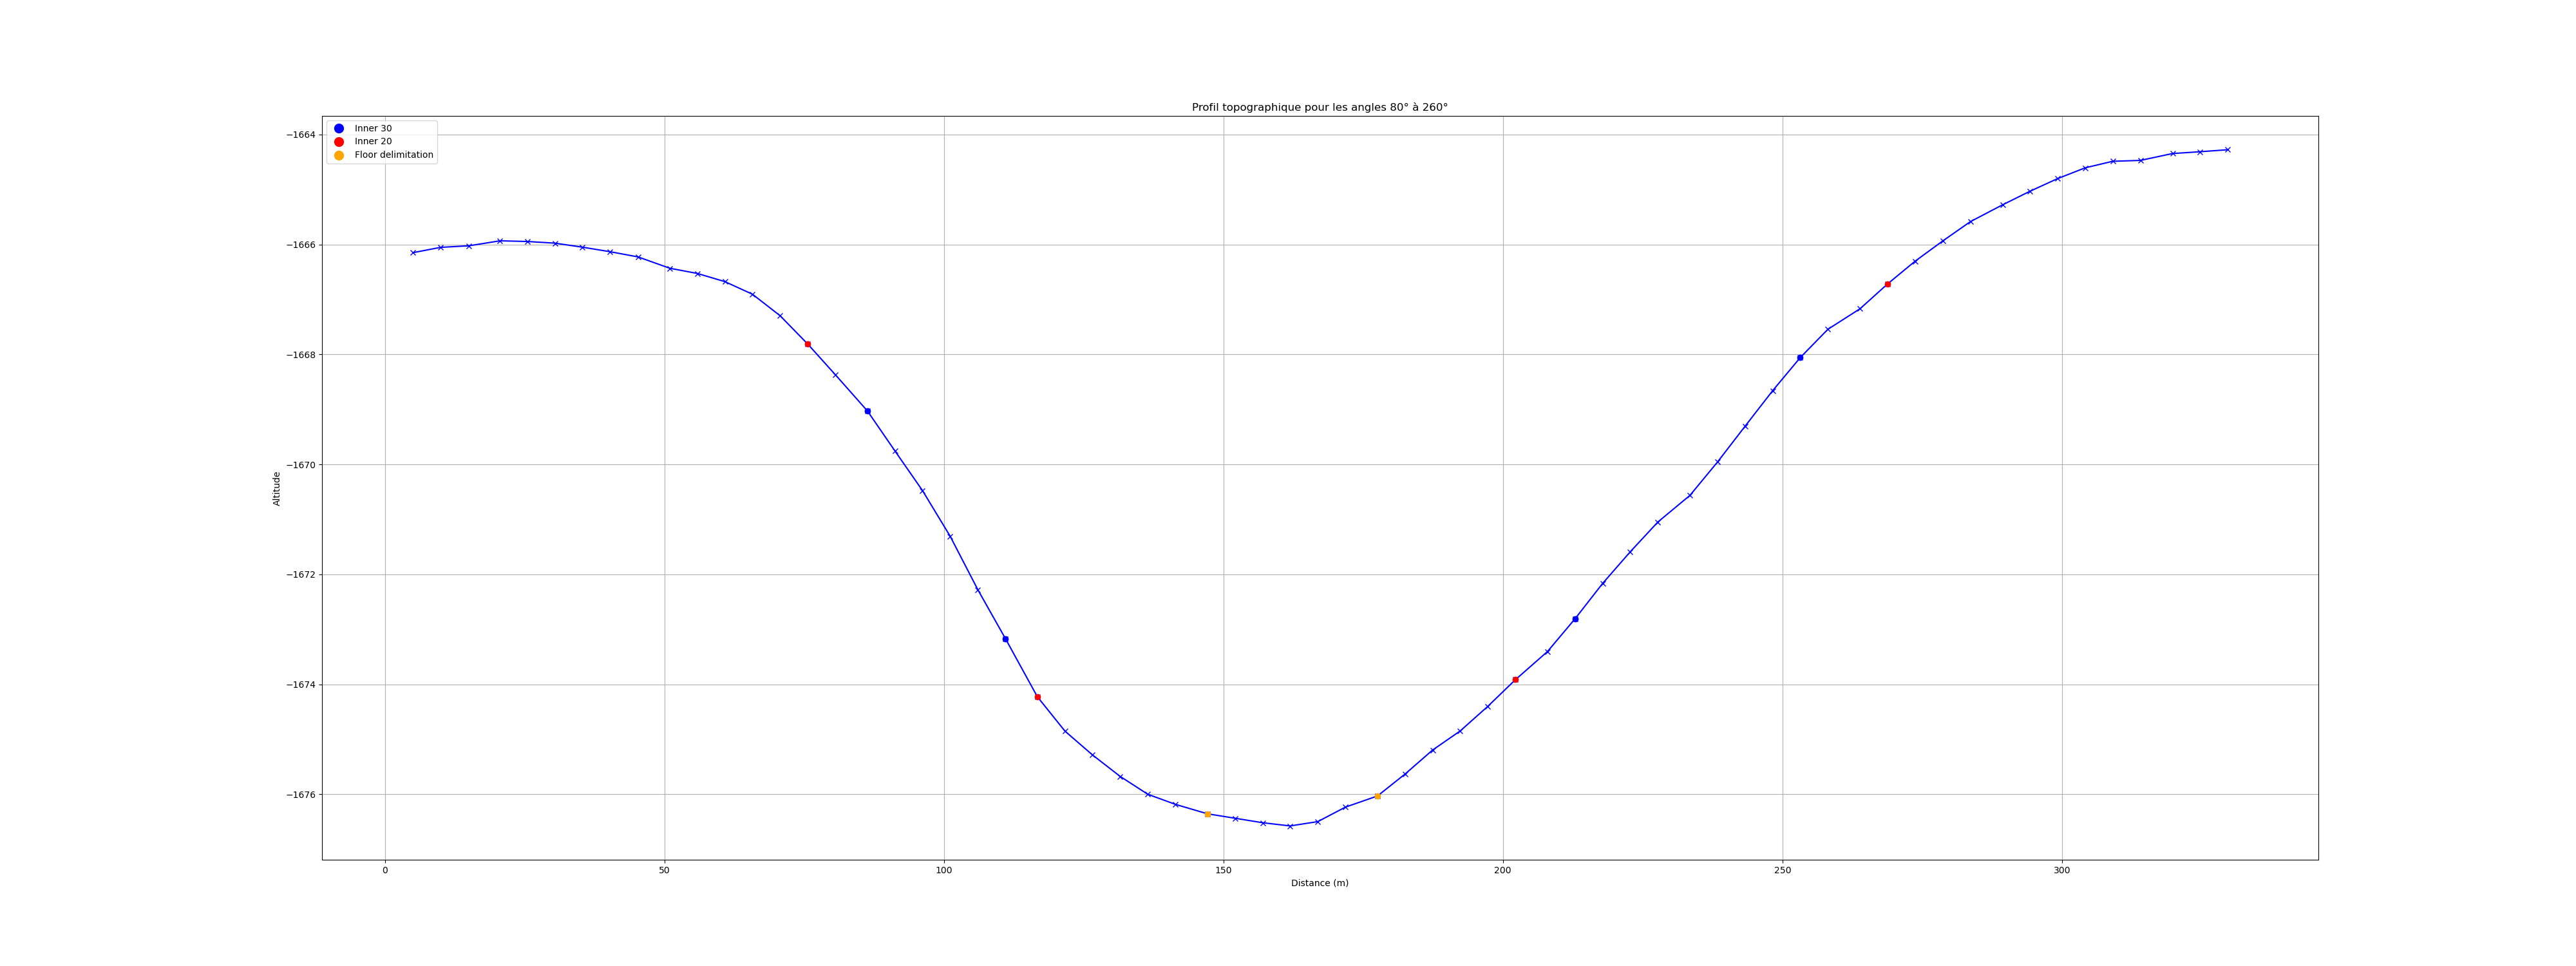 Profil topographique pour les angles 80° à 260°
Inner 30
Inner 20
Floor delimitation
−1664
−1666
−1668
−1670
−1672
−1674
−1676
Altitude
0 50 100 150 200 250 300
Distance (m)